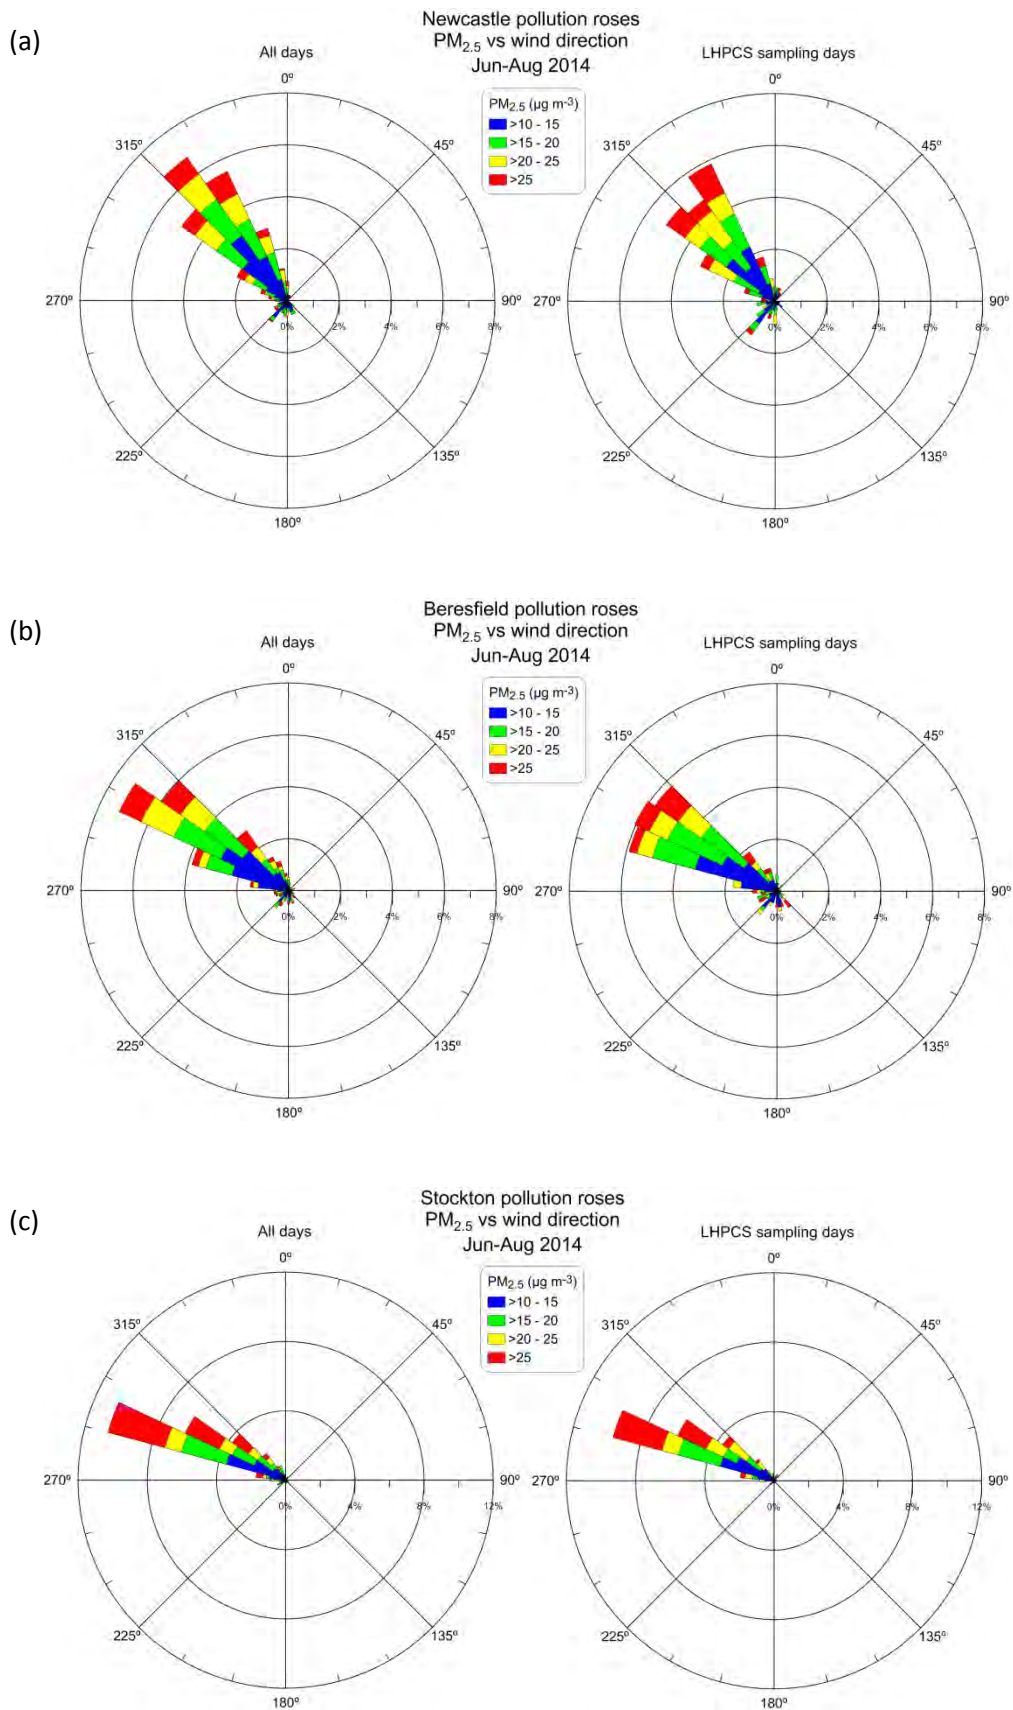 (a)
Newcastle pollution roses
PM2.5 vs wind direction
Jun-Aug 2014
All days
LHPCS sampling days
PM2.5 (µg m-3)
>10 - 15
>15 - 20
>20 - 25
>25
0º
45º
90º
135º
180º
225º
270º
315º
0%
2%
4%
6%
8%
0º
45º
90º
135º
180º
225º
270º
315º
0%
2%
4%
6%
8%
(b)
Beresfield pollution roses
PM2.5 vs wind direction
Jun-Aug 2014
All days
LHPCS sampling days
PM2.5 (µg m-3)
>10 - 15
>15 - 20
>20 - 25
>25
0º
45º
90º
135º
180º
225º
270º
315º
0%
2%
4%
6%
8%
0º
45º
90º
135º
180º
225º
270º
315º
0%
2%
4%
6%
8%
(c)
Stockton pollution roses
PM2.5 vs wind direction
Jun-Aug 2014
All days
LHPCS sampling days
PM2.5 (µg m-3)
>10 - 15
>15 - 20
>20 - 25
>25
0º
45º
90º
135º
180º
225º
270º
315º
0%
4%
8%
12%
0º
45º
90º
135º
180º
225º
270º
315º
0%
4%
8%
12%